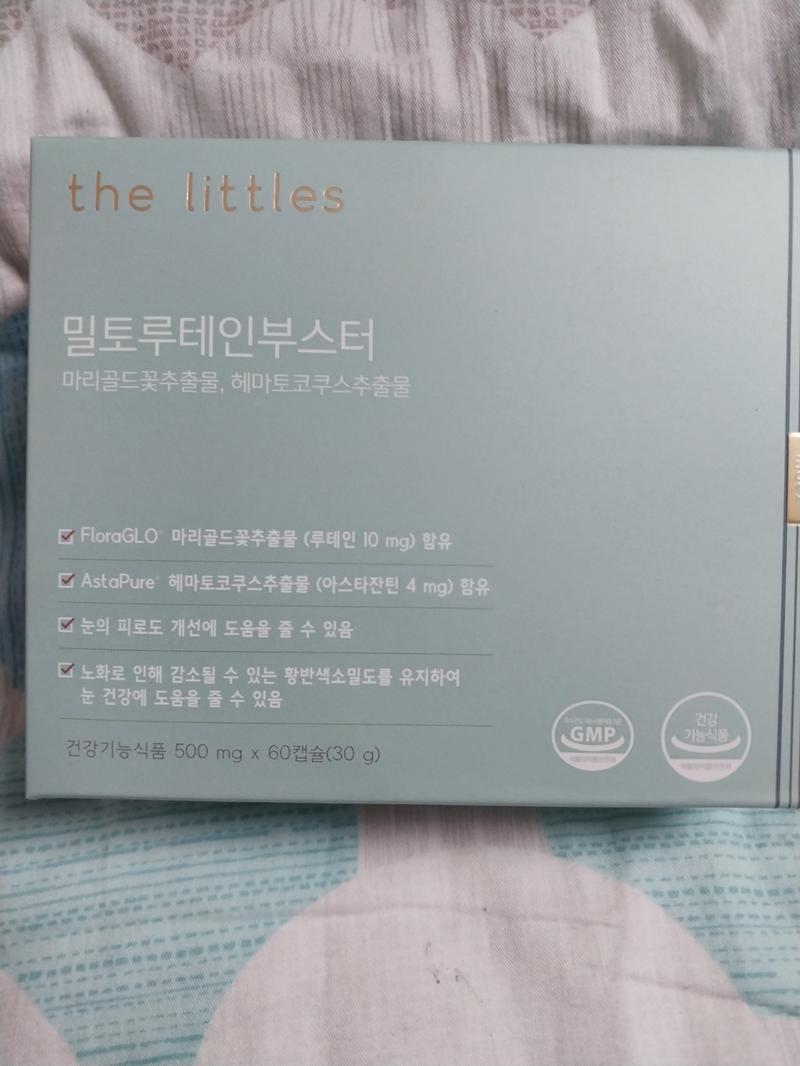 the littles
밀토루테인부스터
마리골드꽃추출물, 헤마토코쿠스추출물
FloraGLO® 마리골드꽃추출물 (루테인 10 mg) 함유
AstaPure® 헤마토코쿠스추출물 (아스타잔틴 4 mg) 함유
눈의 피로도 개선에 도움을 줄 수 있음
노화로 인해 감소될 수 있는 황반색소밀도를 유지하여
눈 건강에 도움을 줄 수 있음
건강기능식품 500 mg x 60캡슐(30 g)
GMP
건강
기능식품